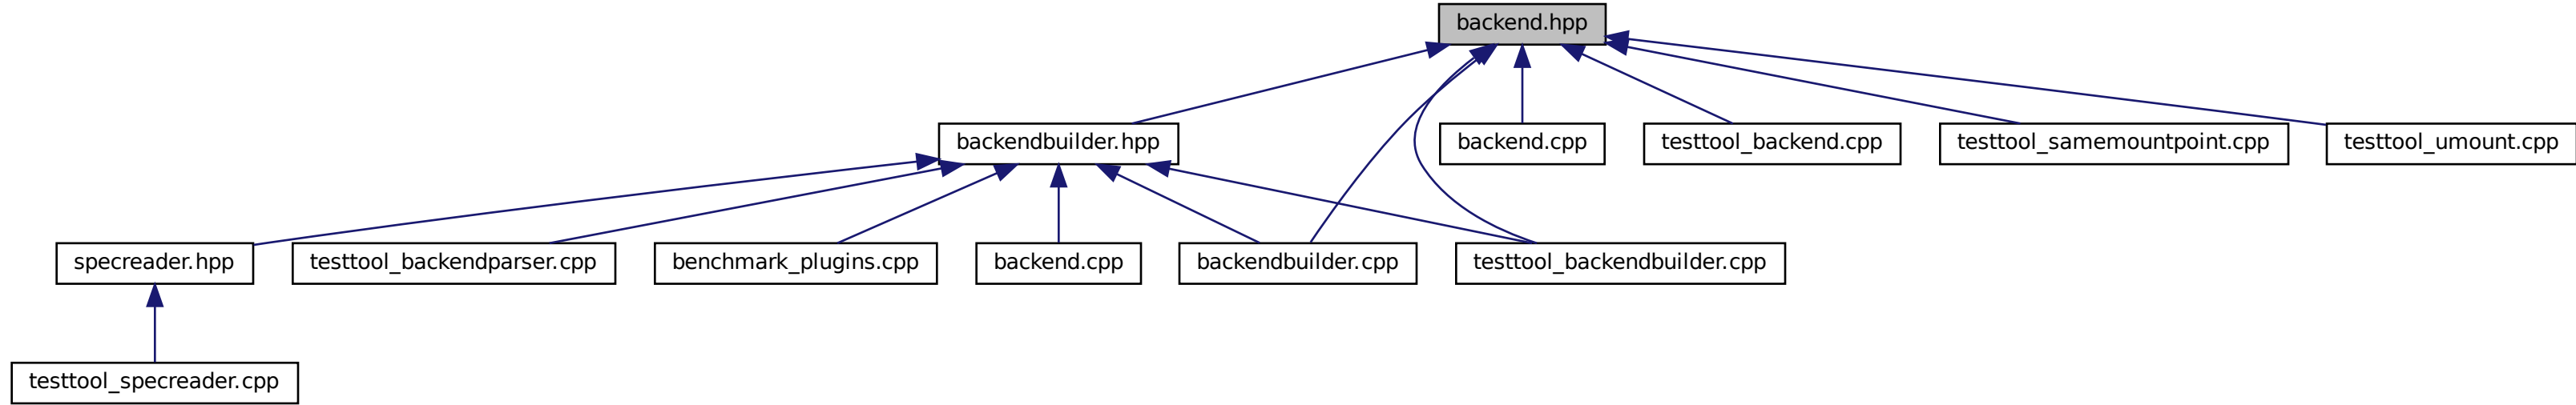 backend.hpp
backendbuilder.hpp
backend.cpp
testtool_backend.cpp
testtool_samemountpoint.cpp
testtool_umount.cpp
specreader.hpp
testtool_backendparser.cpp
benchmark_plugins.cpp
backend.cpp
backendbuilder.cpp
testtool_backendbuilder.cpp
testtool_specreader.cpp